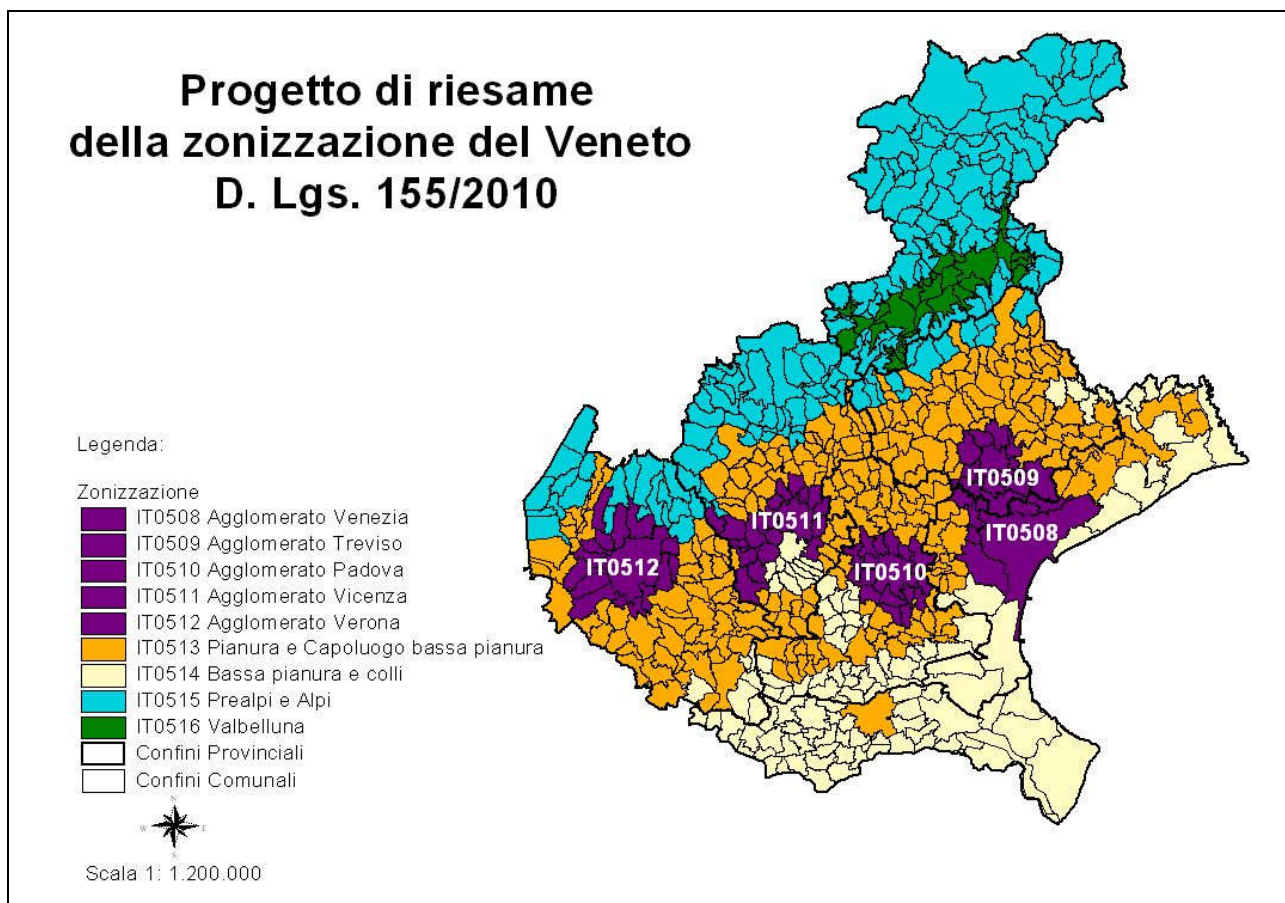 Progetto di riesame
della zonizzazione del Veneto
D. Lgs. 155/2010
Legenda:
Zonizzazione
IT0508 Agglomerato Venezia
IT0509 Agglomerato Treviso
IT0510 Agglomerato Padova
IT0511 Agglomerato Vicenza
IT0512 Agglomerato Verona
IT0513 Pianura e Capoluogo bassa pianura
IT0514 Bassa pianura e colli
IT0515 Prealpi e Alpi
IT0516 Valbelluna
Confini Provinciali
Confini Comunali
N
W E
S
Scala 1: 1.200.000
IT0509
IT0511
IT0508
IT0512
IT0510